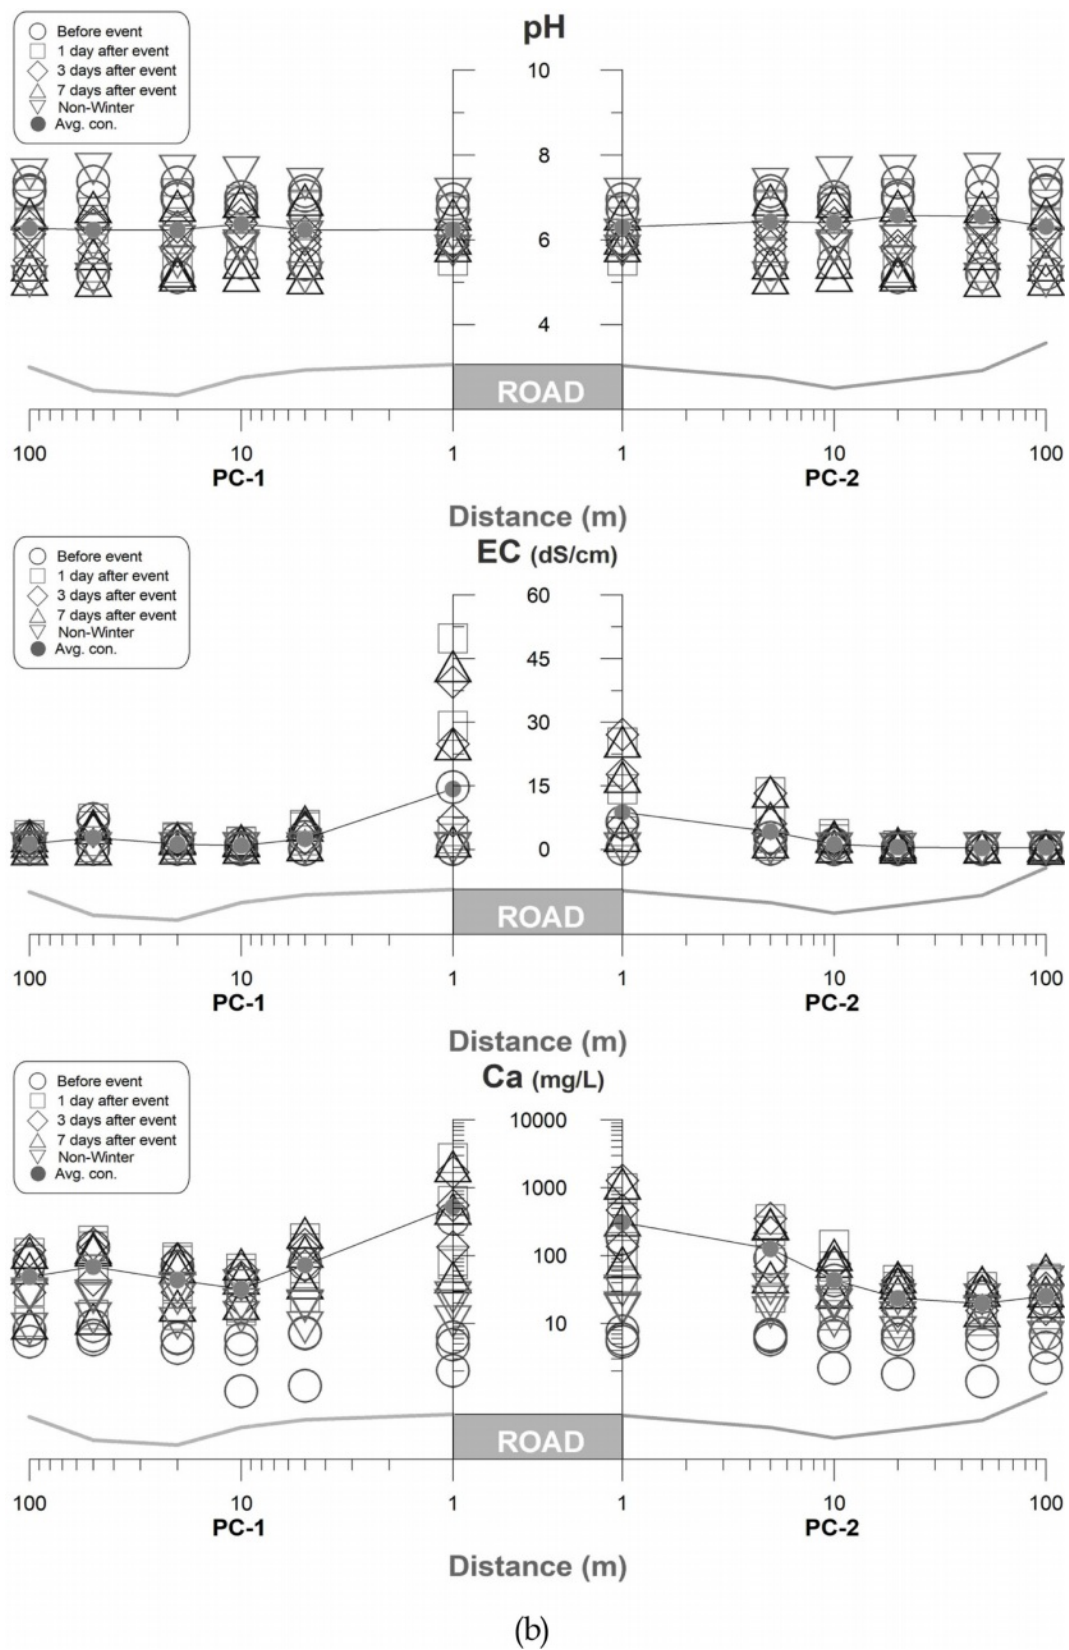 Before event
1 day after event
3 days after event
7 days after event
Non-Winter
Avg. con.
pH
10
8
6
4
ROAD
100 10 1 1 10 100
PC-1 PC-2
Distance (m)
Before event
1 day after event
3 days after event
7 days after event
Non-Winter
Avg. con.
EC (dS/cm)
60
45
30
15
0
ROAD
100 10 1 1 10 100
PC-1 PC-2
Distance (m)
Before event
1 day after event
3 days after event
7 days after event
Non-Winter
Avg. con.
Ca (mg/L)
10000
1000
100
10
ROAD
100 10 1 1 10 100
PC-1 PC-2
Distance (m)
(b)